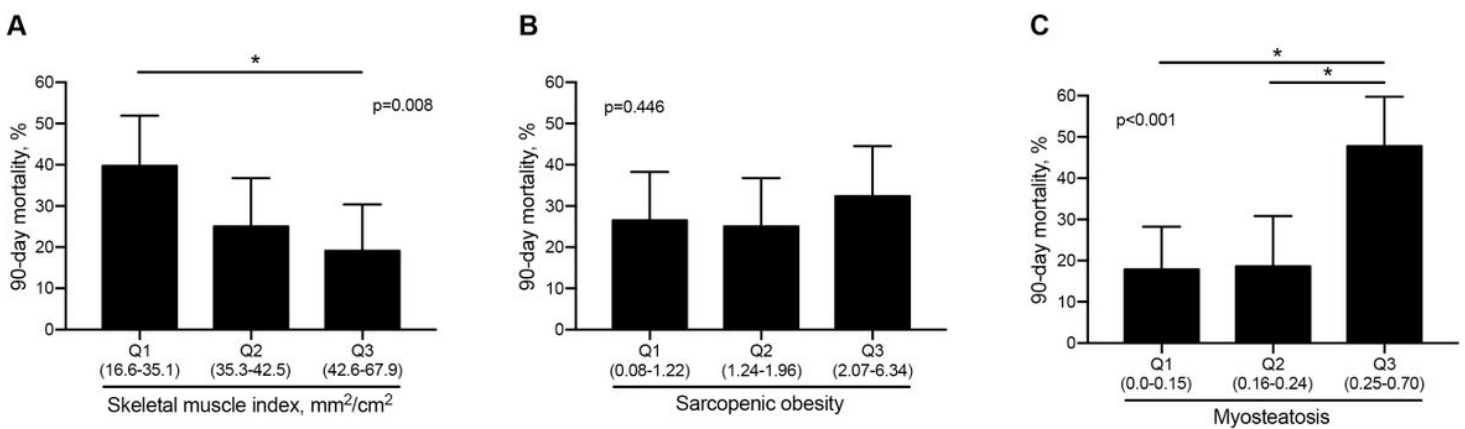 A
*
p=0.008
90-day mortality, %
60
50
40
30
20
10
0
Q1 Q2 Q3
(16.6-35.1) (35.3-42.5) (42.6-67.9)
Skeletal muscle index, mm²/cm²
B
p=0.446
90-day mortality, %
60
50
40
30
20
10
0
Q1 Q2 Q3
(0.08-1.22) (1.24-1.96) (2.07-6.34)
Sarcopenic obesity
C
*
*
p<0.001
90-day mortality, %
60
50
40
30
20
10
0
Q1 Q2 Q3
(0.0-0.15) (0.16-0.24) (0.25-0.70)
Myosteatosis